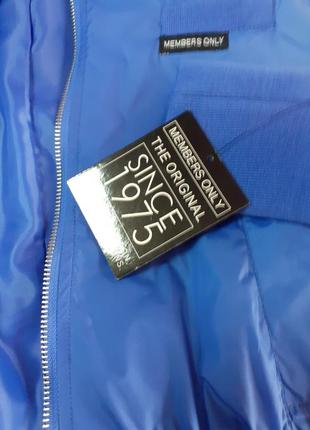 MEMBERS ONLY
MEMBERS ONLY
THE ORIGINAL
SINCE
1975